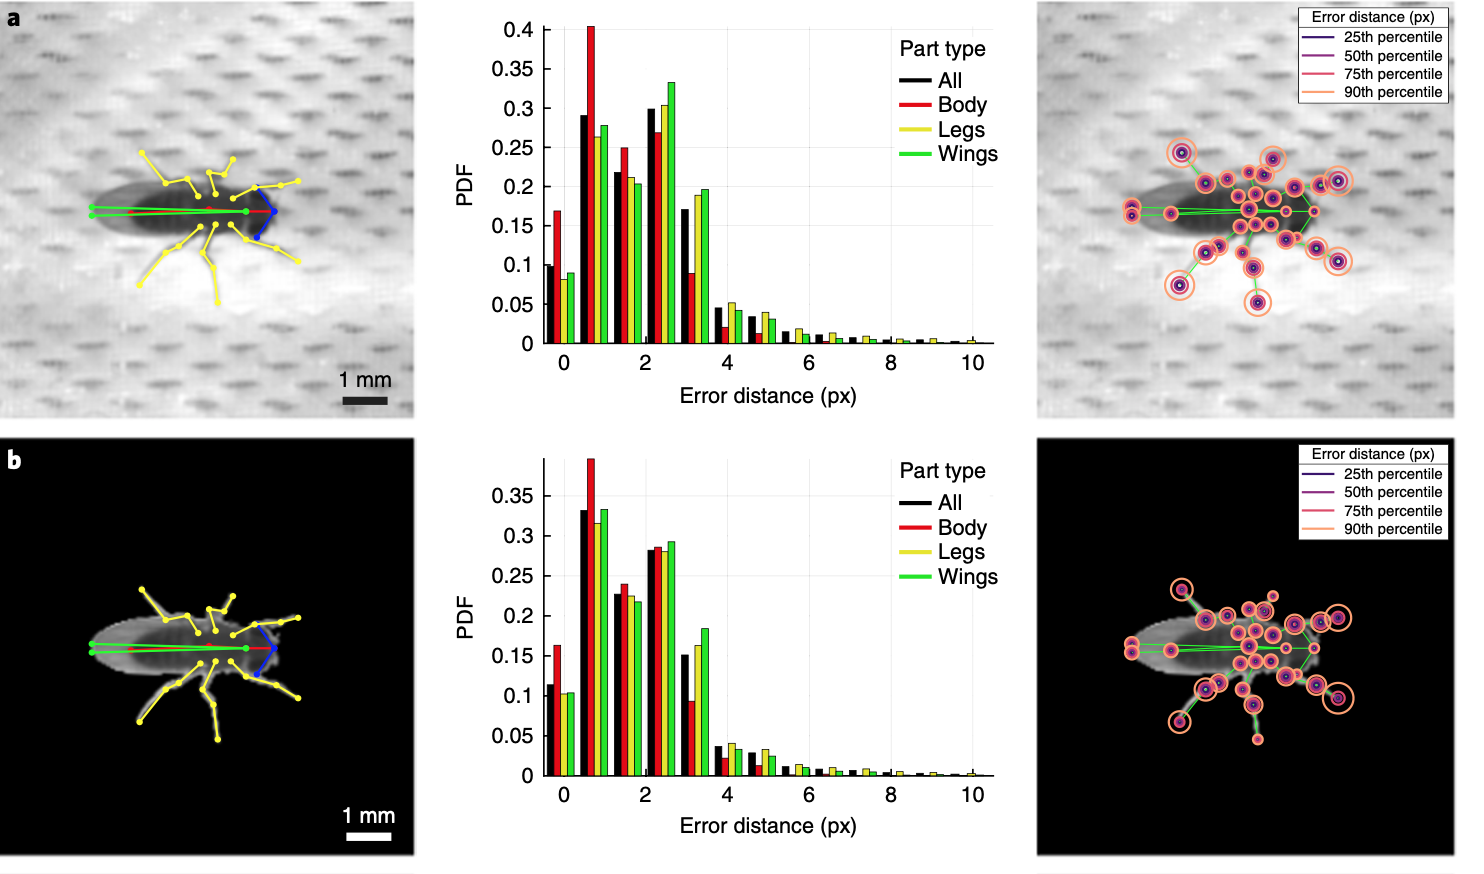 a
1 mm
0.4
0.35
0.3
0.25
0.2
0.15
0.1
0.05
0
PDF
0 2 4 6 8 10
Error distance (px)
Part type
All
Body
Legs
Wings
Error distance (px)
25th percentile
50th percentile
75th percentile
90th percentile
b
1 mm
0.35
0.3
0.25
0.2
0.15
0.1
0.05
0
PDF
0 2 4 6 8 10
Error distance (px)
Part type
All
Body
Legs
Wings
Error distance (px)
25th percentile
50th percentile
75th percentile
90th percentile